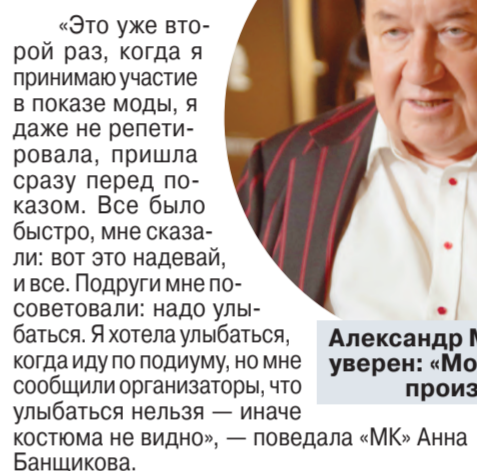 «Это уже вто-
рой раз, когда я
принимаю участие
в показе моды, я
даже не репети-
ровала, пришла
сразу перед по-
казом. Все было
быстро, мне сказа-
ли: вот это надевай,
и все. Подруги мне по-
советовали: надо улы-
баться. Я хотела улыбаться,
когда иду по подиуму, но мне
сообщили организаторы, что
улыбаться нельзя — иначе
костюма не видно», — поведала «МК» Анна
Банщикова.
Александр
уверен: